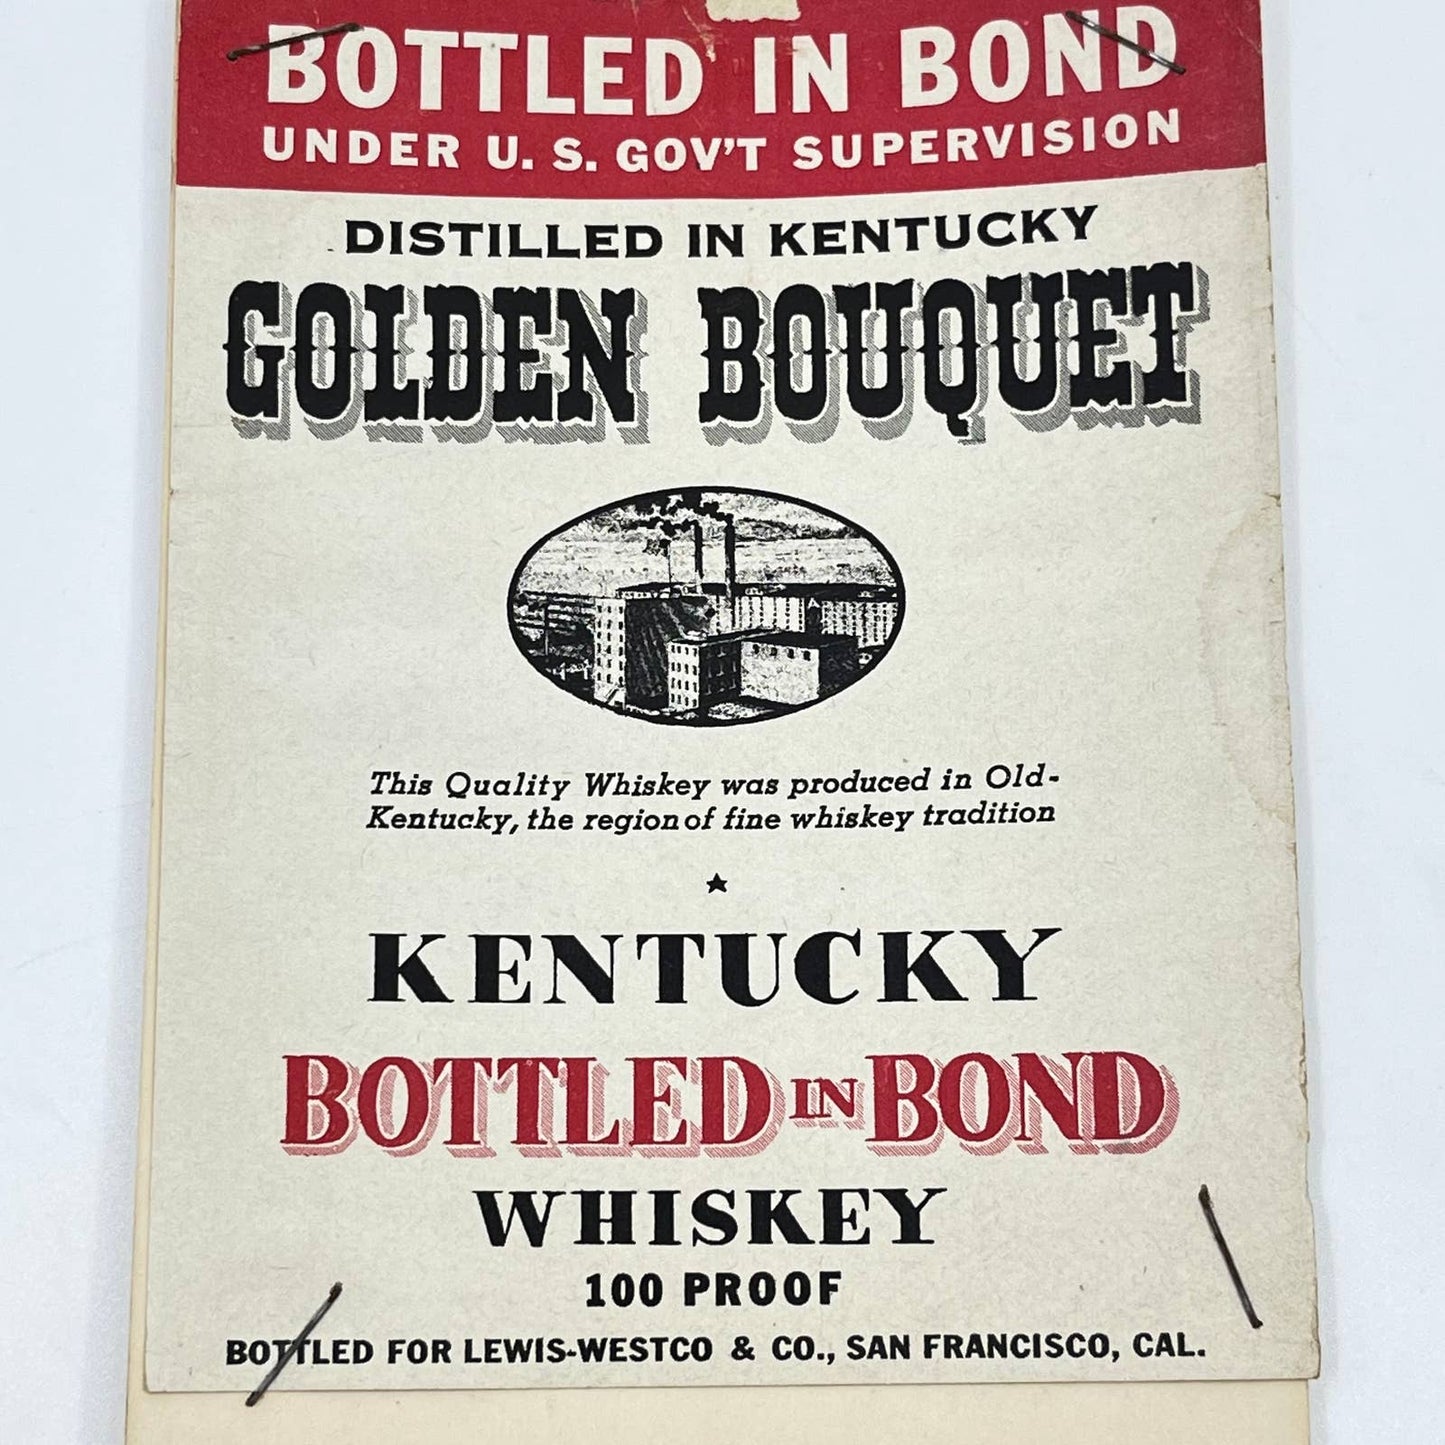 BOTTLED IN BOND
UNDER U. S. GOV'T SUPERVISION
DISTILLED IN KENTUCKY
GOLDEN BOUQUET
This Quality Whiskey was produced in Old-
Kentucky, the region of fine whiskey tradition
KENTUCKY
BOTTLED IN BOND
WHISKEY
100 PROOF
BOTTLED FOR LEWIS-WESTCO & CO., SAN FRANCISCO, CAL.